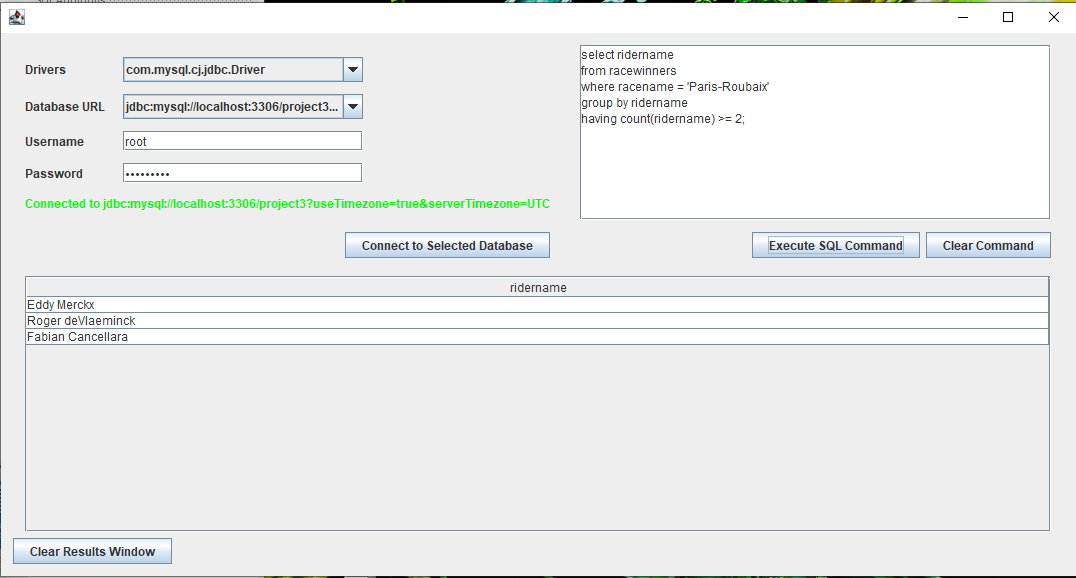 Drivers
com.mysql.cj.jdbc.Driver
Database URL
jdbc:mysql://localhost:3306/project3...
Username
root
Password
•••••••••
Connected to jdbc:mysql://localhost:3306/project3?useTimezone=true&serverTimezone=UTC
Connect to Selected Database
select ridername
from racewinners
where racename = 'Paris-Roubaix'
group by ridername
having count(ridername) >= 2;
Execute SQL Command
Clear Command
ridername
Eddy Merckx
Roger deVlaeminck
Fabian Cancellara
Clear Results Window